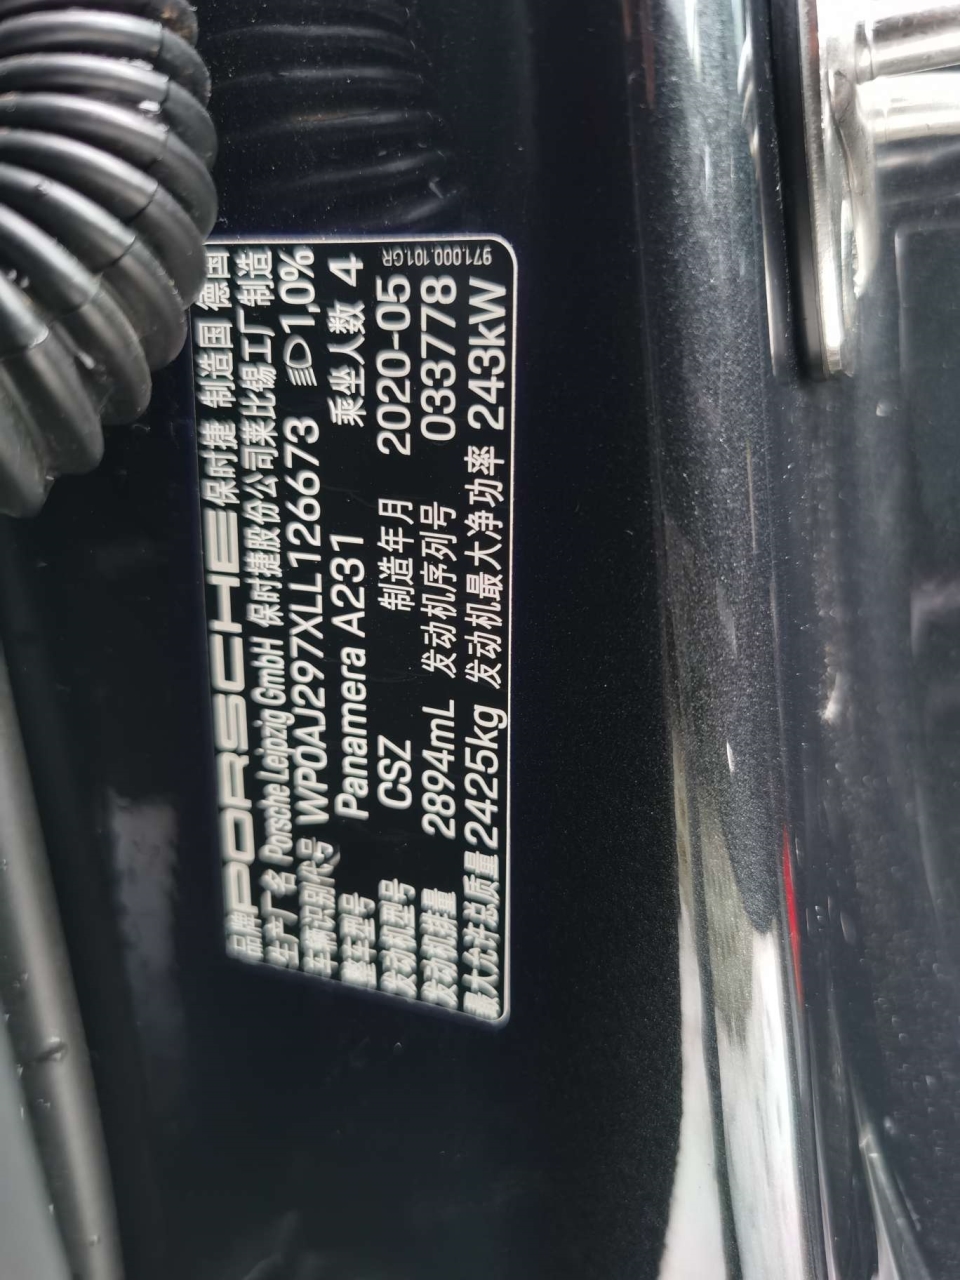 品牌 PORSCHE 保时捷 制造国 德国
生产厂名 Porsche Leipzig GmbH 保时捷股份公司莱比锡工厂 制造
车辆识别代号 WP0AJ297XLL126673 1,0%
整车型号 Panamera A231 乘坐人数 4
发动机型号 CSZ 制造年月 2020-05
发动机排量 2894mL 发动机序列号 033778
最大允许总质量 2425kg 发动机最大净功率 243kW
971.000.101.GR